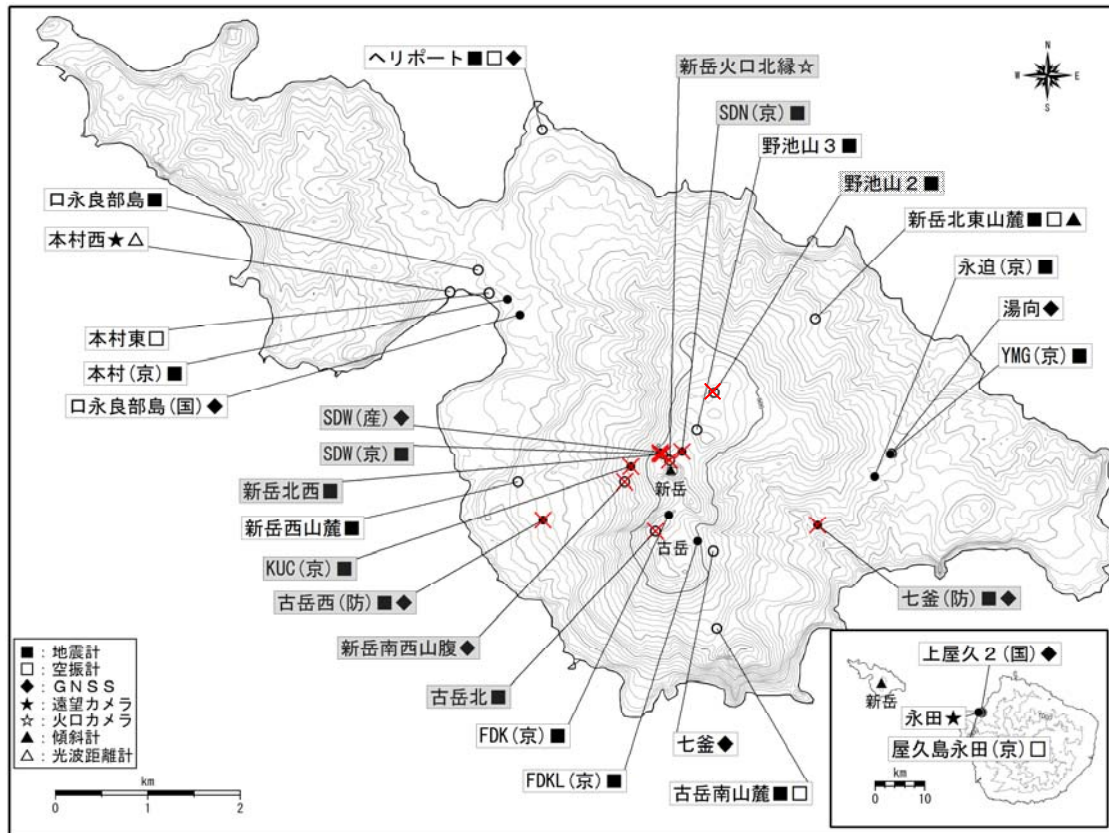 ヘリポート■□◆
新岳火口北縁☆
N
W E
S
SDN(京)■
野池山3■
野池山2■
口永良部島■
新岳北東山麓■□▲
本村西★△
永迫(京)■
湯向◆
本村東□
YMG(京)■
本村(京)■
口永良部島(国)◆
SDW(産)◆
SDW(京)■
新岳北西■
新岳
新岳西山麓■
古岳
KUC(京)■
古岳西(防)■◆
七釜(防)■◆
新岳南西山腹◆
古岳北■
FDK(京)■
七釜◆
FDKL(京)■
古岳南山麓■□
■:地震計
□:空振計
◆:GNSS
★:遠望カメラ
☆:火口カメラ
▲:傾斜計
△:光波距離計
km
0 1 2
上屋久2(国)◆
新岳
永田★
屋久島永田(京)□
km
0 10